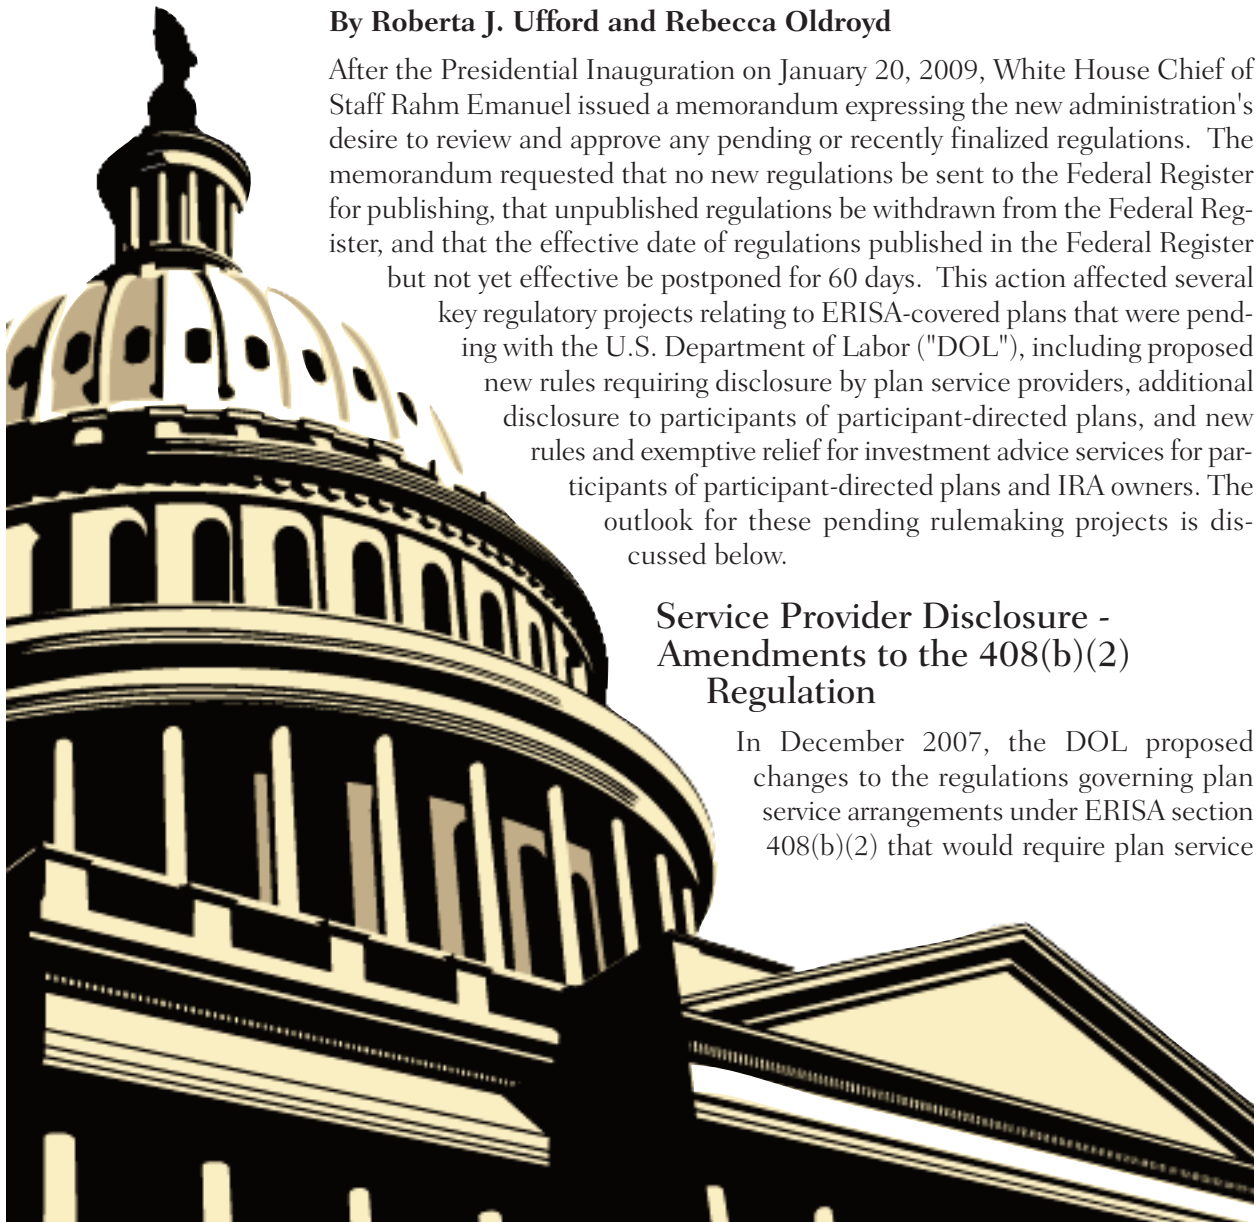 By Roberta J. Ufford and Rebecca Oldroyd
After the Presidential Inauguration on January 20, 2009, White House Chief of
Staff Rahm Emanuel issued a memorandum expressing the new administration's
desire to review and approve any pending or recently finalized regulations.  The
memorandum requested that no new regulations be sent to the Federal Register
for publishing, that unpublished regulations be withdrawn from the Federal Reg-
ister, and that the effective date of regulations published in the Federal Register
but not yet effective be postponed for 60 days.  This action affected several
key regulatory projects relating to ERISA-covered plans that were pend-
ing with the U.S. Department of Labor ("DOL"), including proposed
new rules requiring disclosure by plan service providers, additional
disclosure to participants of participant-directed plans, and new
rules and exemptive relief for investment advice services for par-
ticipants of participant-directed plans and IRA owners. The
outlook for these pending rulemaking projects is dis-
cussed below.
Service Provider Disclosure -
Amendments to the 408(b)(2)
Regulation
In December 2007, the DOL proposed
changes to the regulations governing plan
service arrangements under ERISA section
408(b)(2) that would require plan service